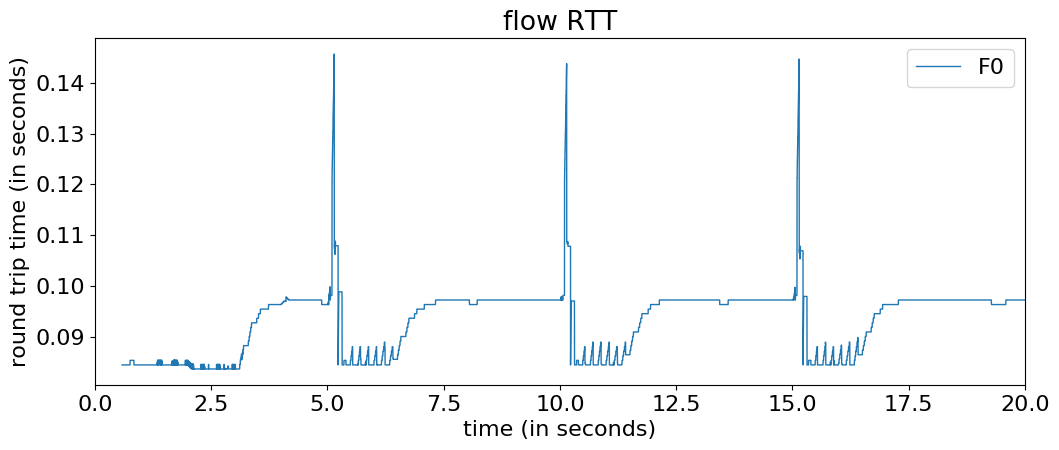 flow RTT
round trip time (in seconds)
0.14
0.13
0.12
0.11
0.10
0.09
F0
0.0 2.5 5.0 7.5 10.0 12.5 15.0 17.5 20.0
time (in seconds)